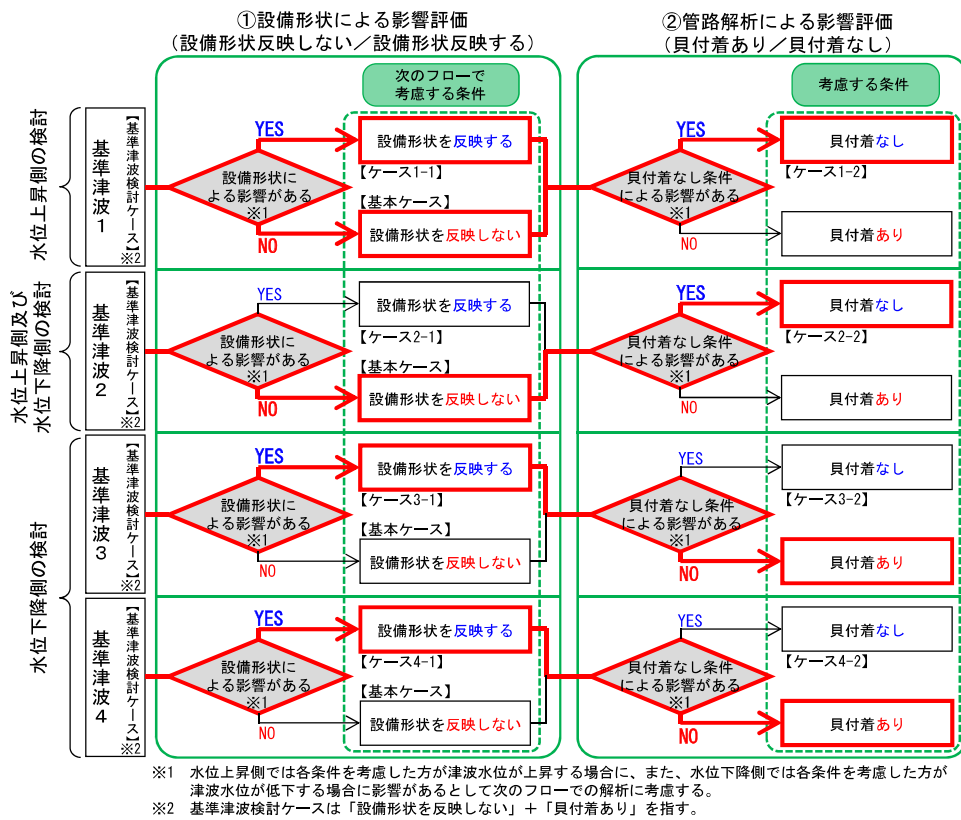 ①設備形状による影響評価
(設備形状反映しない／設備形状反映する)
②管路解析による影響評価
(貝付着あり／貝付着なし)
次のフローで
考慮する条件
考慮する条件
水位上昇側の検討
基準津波1
【基準津波検討ケース】※2
設備形状に
よる影響がある
※1
YES
設備形状を反映する
【ケース1-1】
【基本ケース】
NO
設備形状を反映しない
貝付着なし条件
による影響がある
※1
YES
貝付着なし
【ケース1-2】
NO
貝付着あり
水位上昇側及び
水位下降側の検討
基準津波2
【基準津波検討ケース】※2
設備形状に
よる影響がある
※1
YES
設備形状を反映する
【ケース2-1】
【基本ケース】
NO
設備形状を反映しない
貝付着なし条件
による影響がある
※1
YES
貝付着なし
【ケース2-2】
NO
貝付着あり
水位下降側の検討
基準津波3
【基準津波検討ケース】※2
設備形状に
よる影響がある
※1
YES
設備形状を反映する
【ケース3-1】
【基本ケース】
NO
設備形状を反映しない
貝付着なし条件
による影響がある
※1
YES
貝付着なし
【ケース3-2】
NO
貝付着あり
基準津波4
【基準津波検討ケース】※2
設備形状に
よる影響がある
※1
YES
設備形状を反映する
【ケース4-1】
【基本ケース】
NO
設備形状を反映しない
貝付着なし条件
による影響がある
※1
YES
貝付着なし
【ケース4-2】
NO
貝付着あり
※1 水位上昇側では各条件を考慮した方が津波水位が上昇する場合に、また、水位下降側では各条件を考慮した方が
津波水位が低下する場合に影響があるとして次のフローでの解析に考慮する。
※2 基準津波検討ケースは「設備形状を反映しない」＋「貝付着あり」を指す。